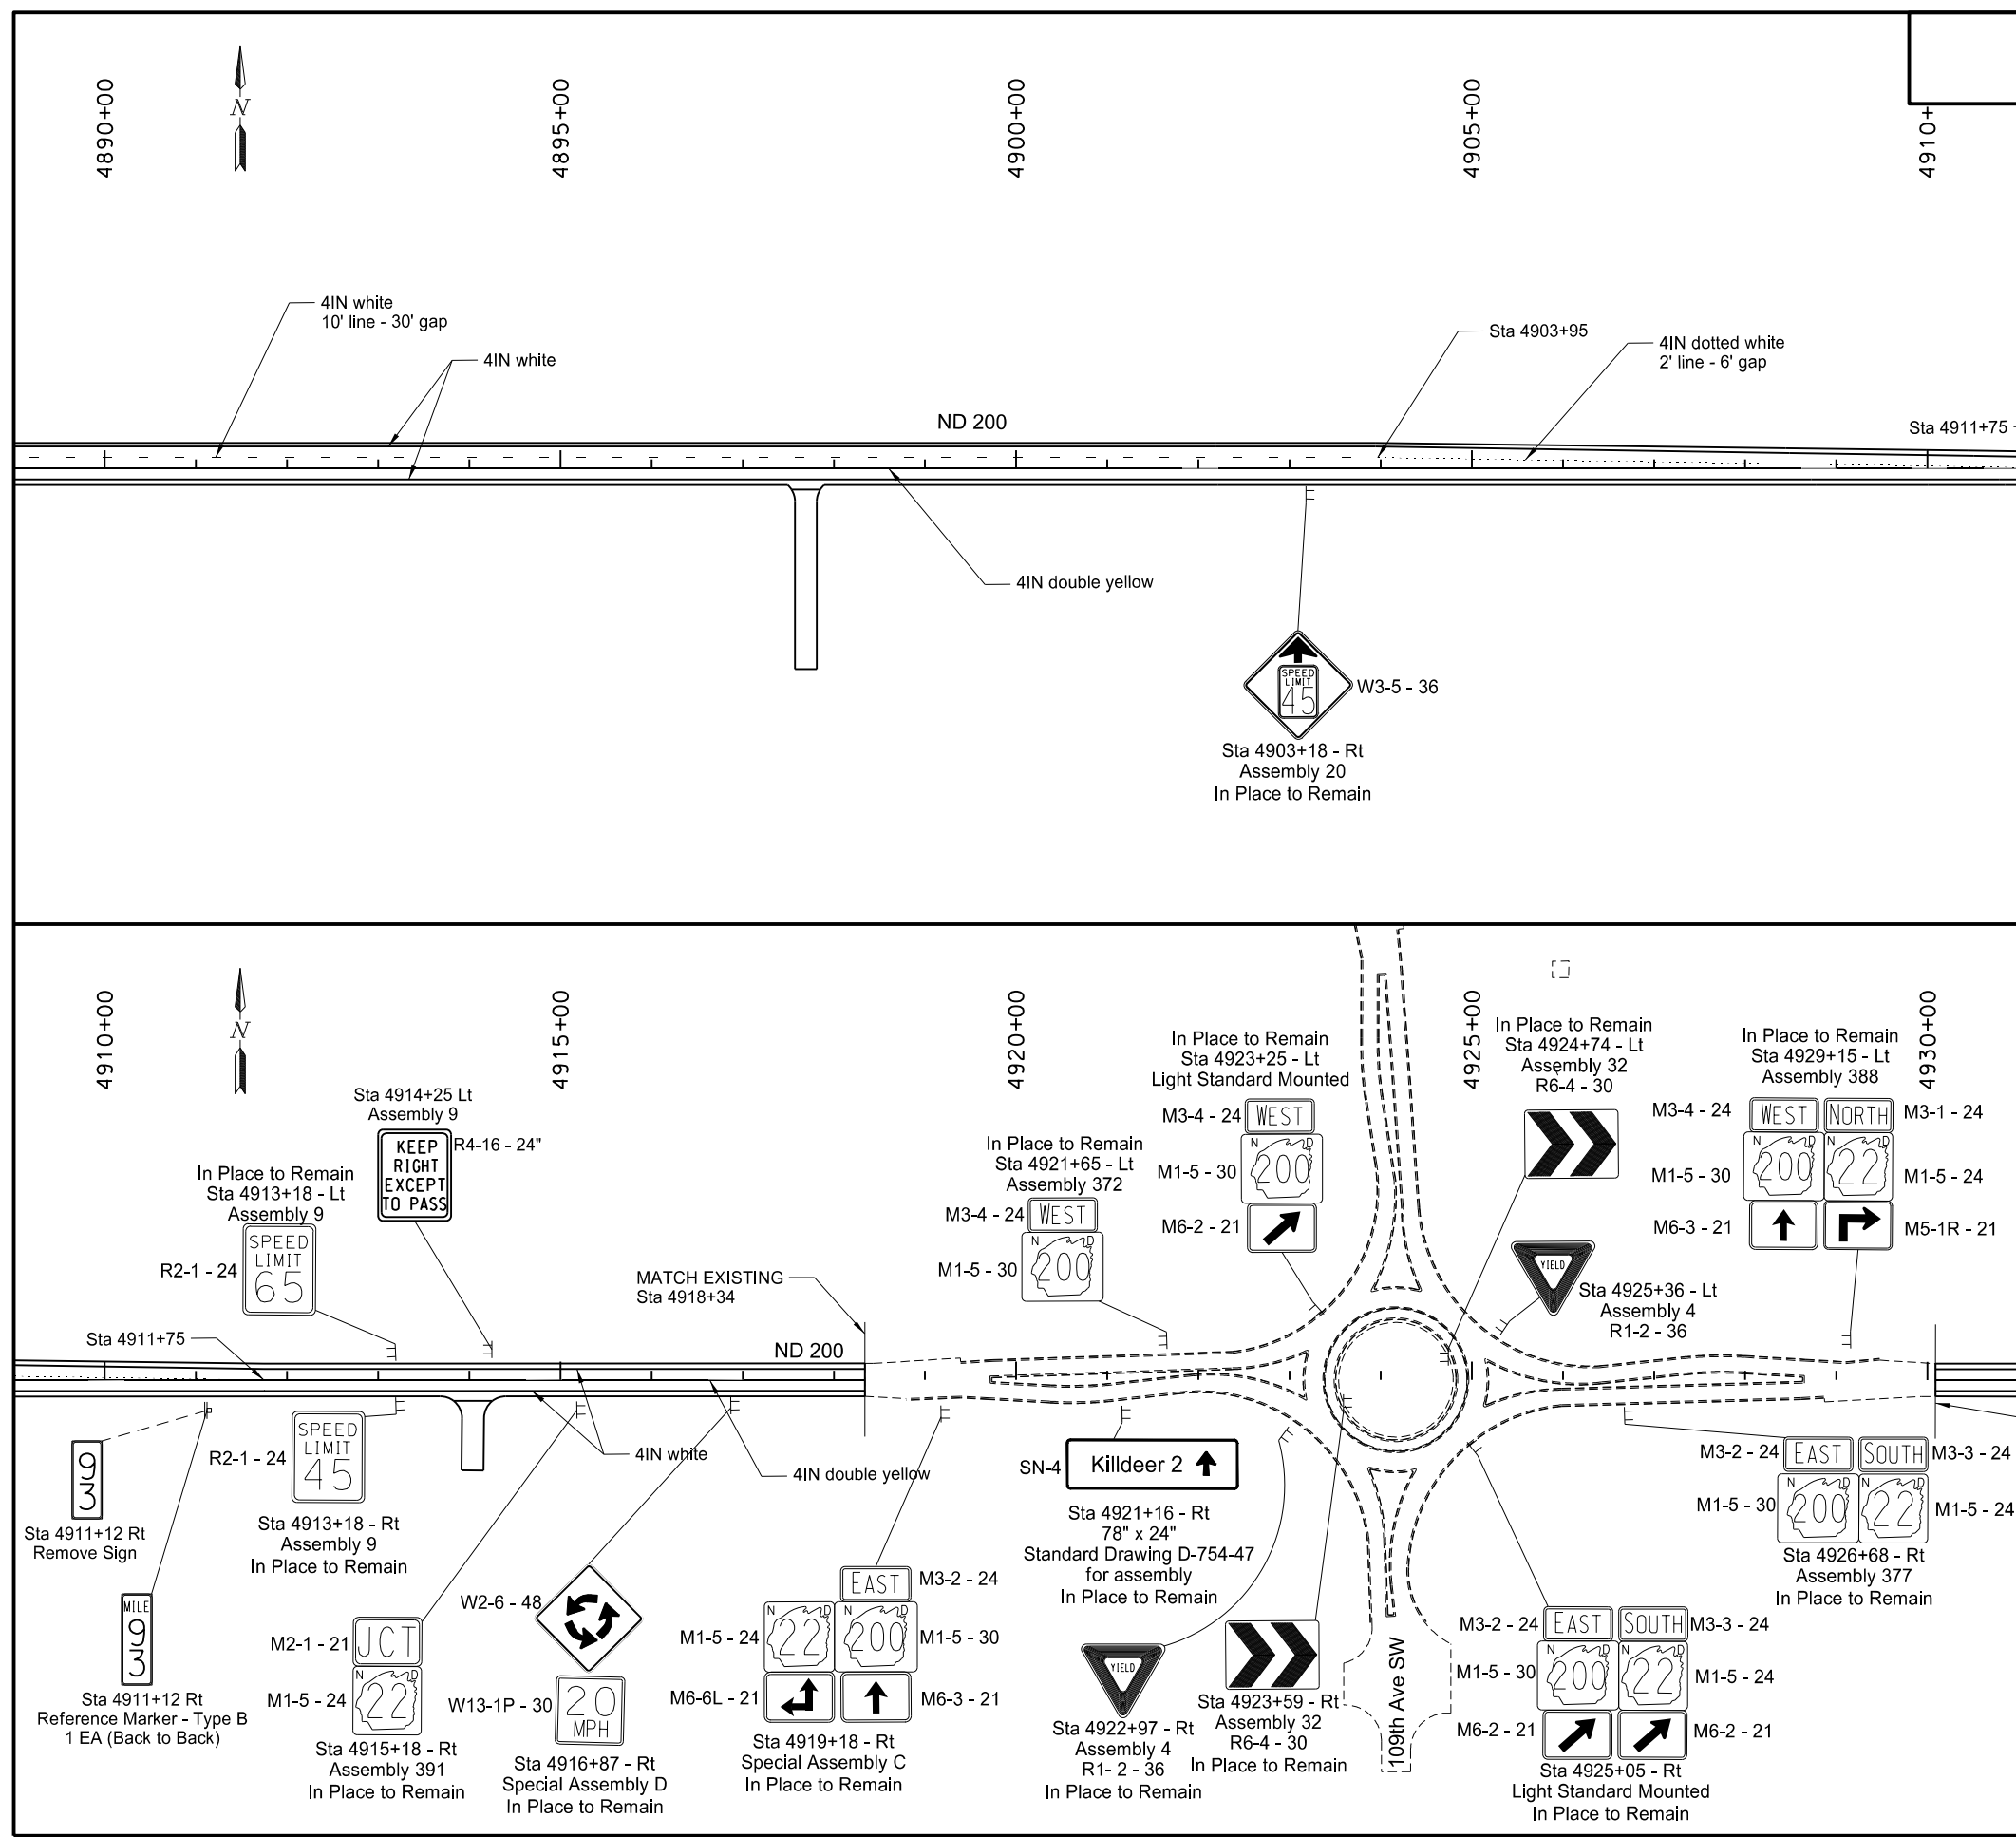 4890+00
4895+00
4900+00
4905+00
4910+
N
4IN white
10' line - 30' gap
4IN white
Sta 4903+95
4IN dotted white
2' line - 6' gap
ND 200
Sta 4911+75
4IN double yellow
SPEED
LIMIT
45
W3-5 - 36
Sta 4903+18 - Rt
Assembly 20
In Place to Remain
4910+00
4915+00
4920+00
4925+00
4930+00
N
Sta 4914+25 Lt
Assembly 9
KEEP
RIGHT
EXCEPT
TO PASS
R4-16 - 24"
In Place to Remain
Sta 4913+18 - Lt
Assembly 9
SPEED
LIMIT
65
R2-1 - 24
Sta 4911+75
MATCH EXISTING
Sta 4918+34
ND 200
In Place to Remain
Sta 4921+65 - Lt
Assembly 372
M3-4 - 24
WEST
M1-5 - 30
N D
200
In Place to Remain
Sta 4923+25 - Lt
Light Standard Mounted
M3-4 - 24
WEST
M1-5 - 30
N D
200
M6-2 - 21
In Place to Remain
Sta 4924+74 - Lt
Assembly 32
R6-4 - 30
YIELD
Sta 4925+36 - Lt
Assembly 4
R1-2 - 36
In Place to Remain
Sta 4929+15 - Lt
Assembly 388
M3-4 - 24
WEST
NORTH
M3-1 - 24
M1-5 - 30
N D
200
N D
22
M1-5 - 24
M6-3 - 21
M5-1R - 21
93
Sta 4911+12 Rt
Remove Sign
MILE
93
Sta 4911+12 Rt
Reference Marker - Type B
1 EA (Back to Back)
R2-1 - 24
SPEED
LIMIT
45
Sta 4913+18 - Rt
Assembly 9
In Place to Remain
4IN white
4IN double yellow
M2-1 - 21
JCT
M1-5 - 24
N D
22
Sta 4915+18 - Rt
Assembly 391
In Place to Remain
W2-6 - 48
W13-1P - 30
20
MPH
Sta 4916+87 - Rt
Special Assembly D
In Place to Remain
EAST
M3-2 - 24
M1-5 - 24
N D
22
N D
200
M1-5 - 30
M6-6L - 21
M6-3 - 21
Sta 4919+18 - Rt
Special Assembly C
In Place to Remain
SN-4
Killdeer 2
Sta 4921+16 - Rt
78" x 24"
Standard Drawing D-754-47
for assembly
In Place to Remain
YIELD
Sta 4922+97 - Rt
Assembly 4
R1- 2 - 36
In Place to Remain
Sta 4923+59 - Rt
Assembly 32
R6-4 - 30
In Place to Remain
109th Ave SW
M3-2 - 24
EAST
SOUTH
M3-3 - 24
M1-5 - 30
N D
200
N D
22
M1-5 - 24
M6-2 - 21
M6-2 - 21
Sta 4925+05 - Rt
Light Standard Mounted
In Place to Remain
M3-2 - 24
EAST
SOUTH
M3-3 - 24
M1-5 - 30
N D
200
N D
22
M1-5 - 24
Sta 4926+68 - Rt
Assembly 377
In Place to Remain